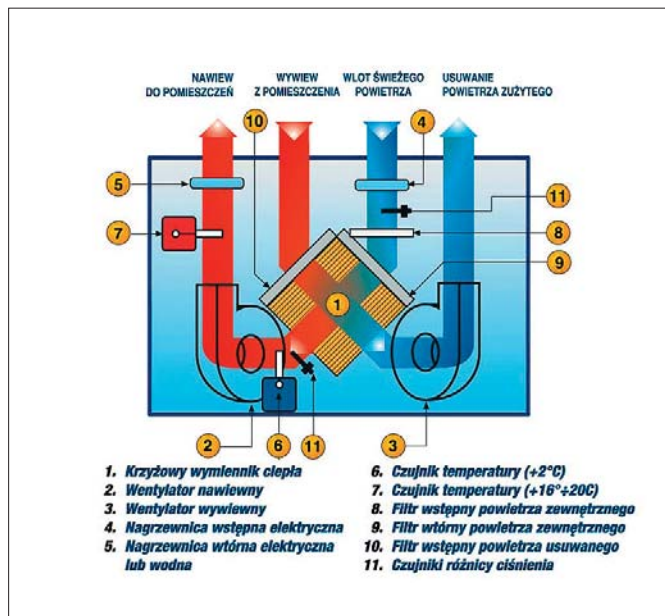 NAWIEW
DO POMIESZCZEŃ
WYWIEW
Z POMIESZCZENIA
WLOT ŚWIEŻEGO
POWIETRZA
USUWANIE
POWIETRZA ZUŻYTEGO
10
4
5
11
7
8
9
1
2
6
11
3
1. Krzyżowy wymiennik ciepła
2. Wentylator nawiewny
3. Wentylator wywiewny
4. Nagrzewnica wstępna elektryczna
5. Nagrzewnica wtórna elektryczna
lub wodna
6. Czujnik temperatury (+2°C)
7. Czujnik temperatury (+16°÷20C)
8. Filtr wstępny powietrza zewnętrznego
9. Filtr wtórny powietrza zewnętrznego
10. Filtr wstępny powietrza usuwanego
11. Czujniki różnicy ciśnienia